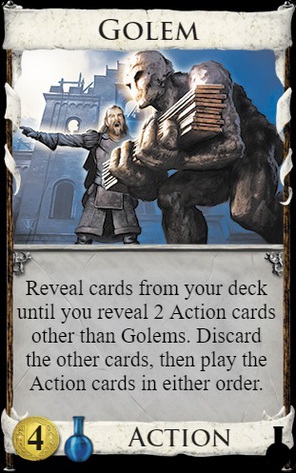 GOLEM
Reveal cards from your deck
until you reveal 2 Action cards
other than Golems. Discard
the other cards, then play the
Action cards in either order.
4 ACTION